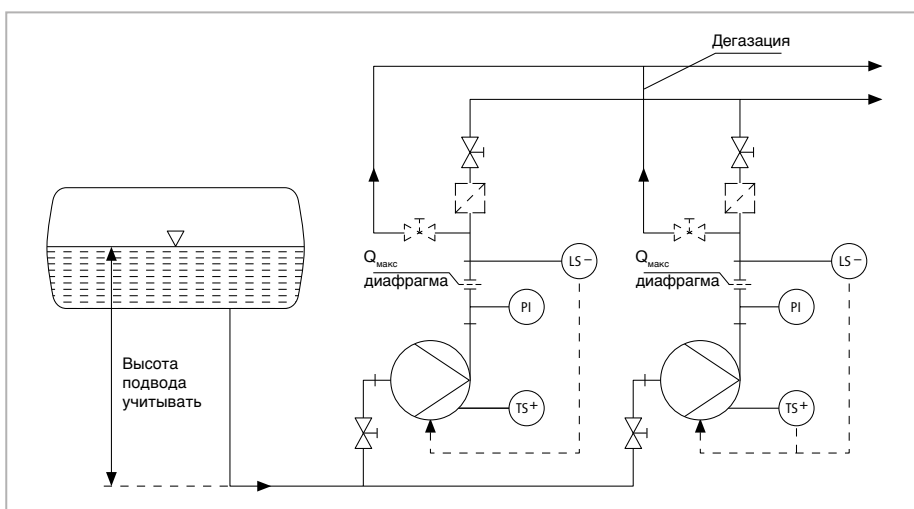 Дегазация
Qмакс
диафрагма
LS–
Qмакс
диафрагма
LS–
PI
PI
Высота
подвода
учитывать
TS+
TS+